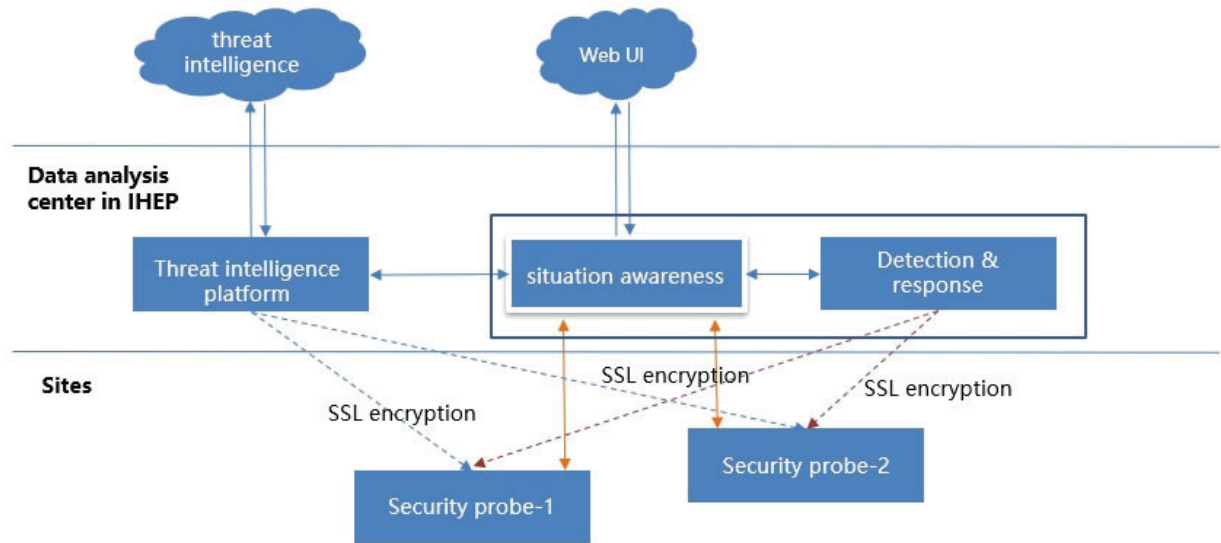 threat
intelligence
Web UI
Data analysis
center in IHEP
Threat intelligence
platform
situation awareness
Detection &
response
Sites
SSL encryption
SSL encryption
SSL encryption
Security probe-1
Security probe-2